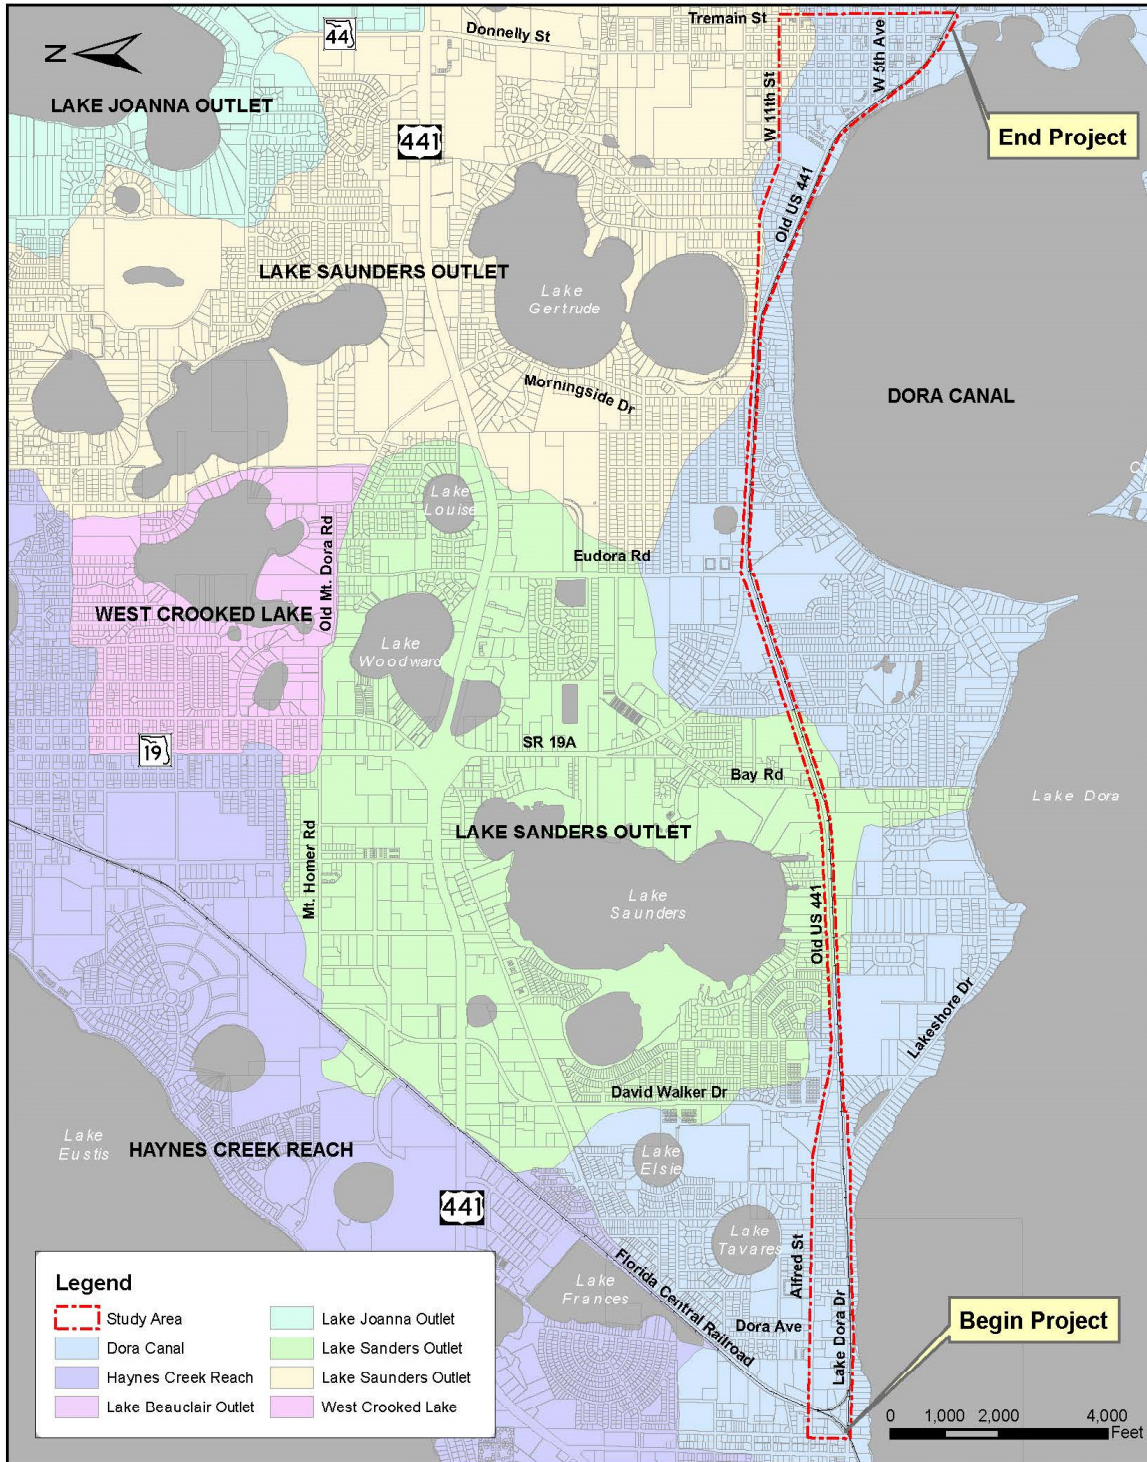 Tremain St
44
Donnelly St
N
W 5th Ave
LAKE JOANNA OUTLET
W 11th St
441
End Project
Old US 441
LAKE SAUNDERS OUTLET
Lake
Gertrude
Morningside Dr
DORA CANAL
C
Lake
Louise
Old Mt. Dora Rd
Eudora Rd
WEST CROOKED LAKE
Lake
Woodward
19
SR 19A
Bay Rd
Lake Dora
Mt. Homer Rd
LAKE SANDERS OUTLET
Lake
Saunders
Old US 441
Lakeshore Dr
David Walker Dr
Lake
Eustis
HAYNES CREEK REACH
Lake
Elsie
441
Lake
Tavares
Alfred St
Florida Central Railroad
Lake
Frances
Dora Ave
Lake Dora Dr
Begin Project
Legend
Study Area
Dora Canal
Haynes Creek Reach
Lake Beauclair Outlet
Lake Joanna Outlet
Lake Sanders Outlet
Lake Saunders Outlet
West Crooked Lake
0 1,000 2,000 4,000
Feet